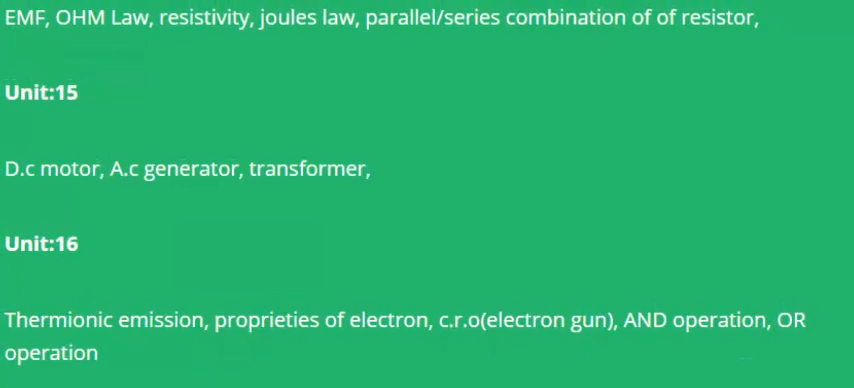 EMF, OHM Law, resistivity, joules law, parallel/series combination of of resistor,
Unit:15
D.c motor, A.c generator, transformer,
Unit:16
Thermionic emission, proprieties of electron, c.r.o(electron gun), AND operation, OR
operation